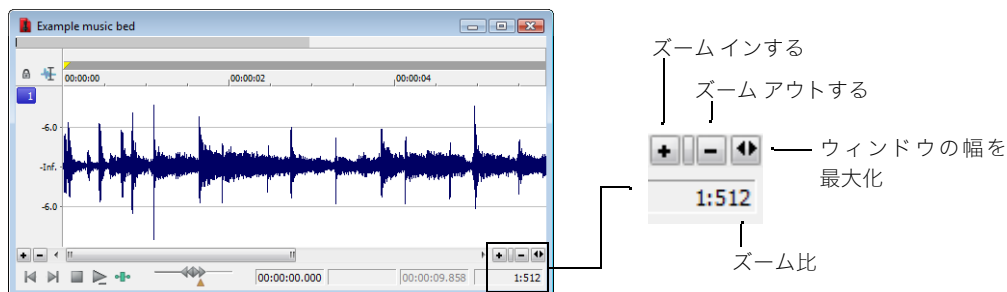 Example music bed
00:00:00
,00:00:02
,00:00:04
1
-6.0
-Inf.
-6.0
00:00:00.000
00:00:09.858
1:512
ズーム インする
ズーム アウトする
ウィンドウの幅を
最大化
1:512
ズーム比